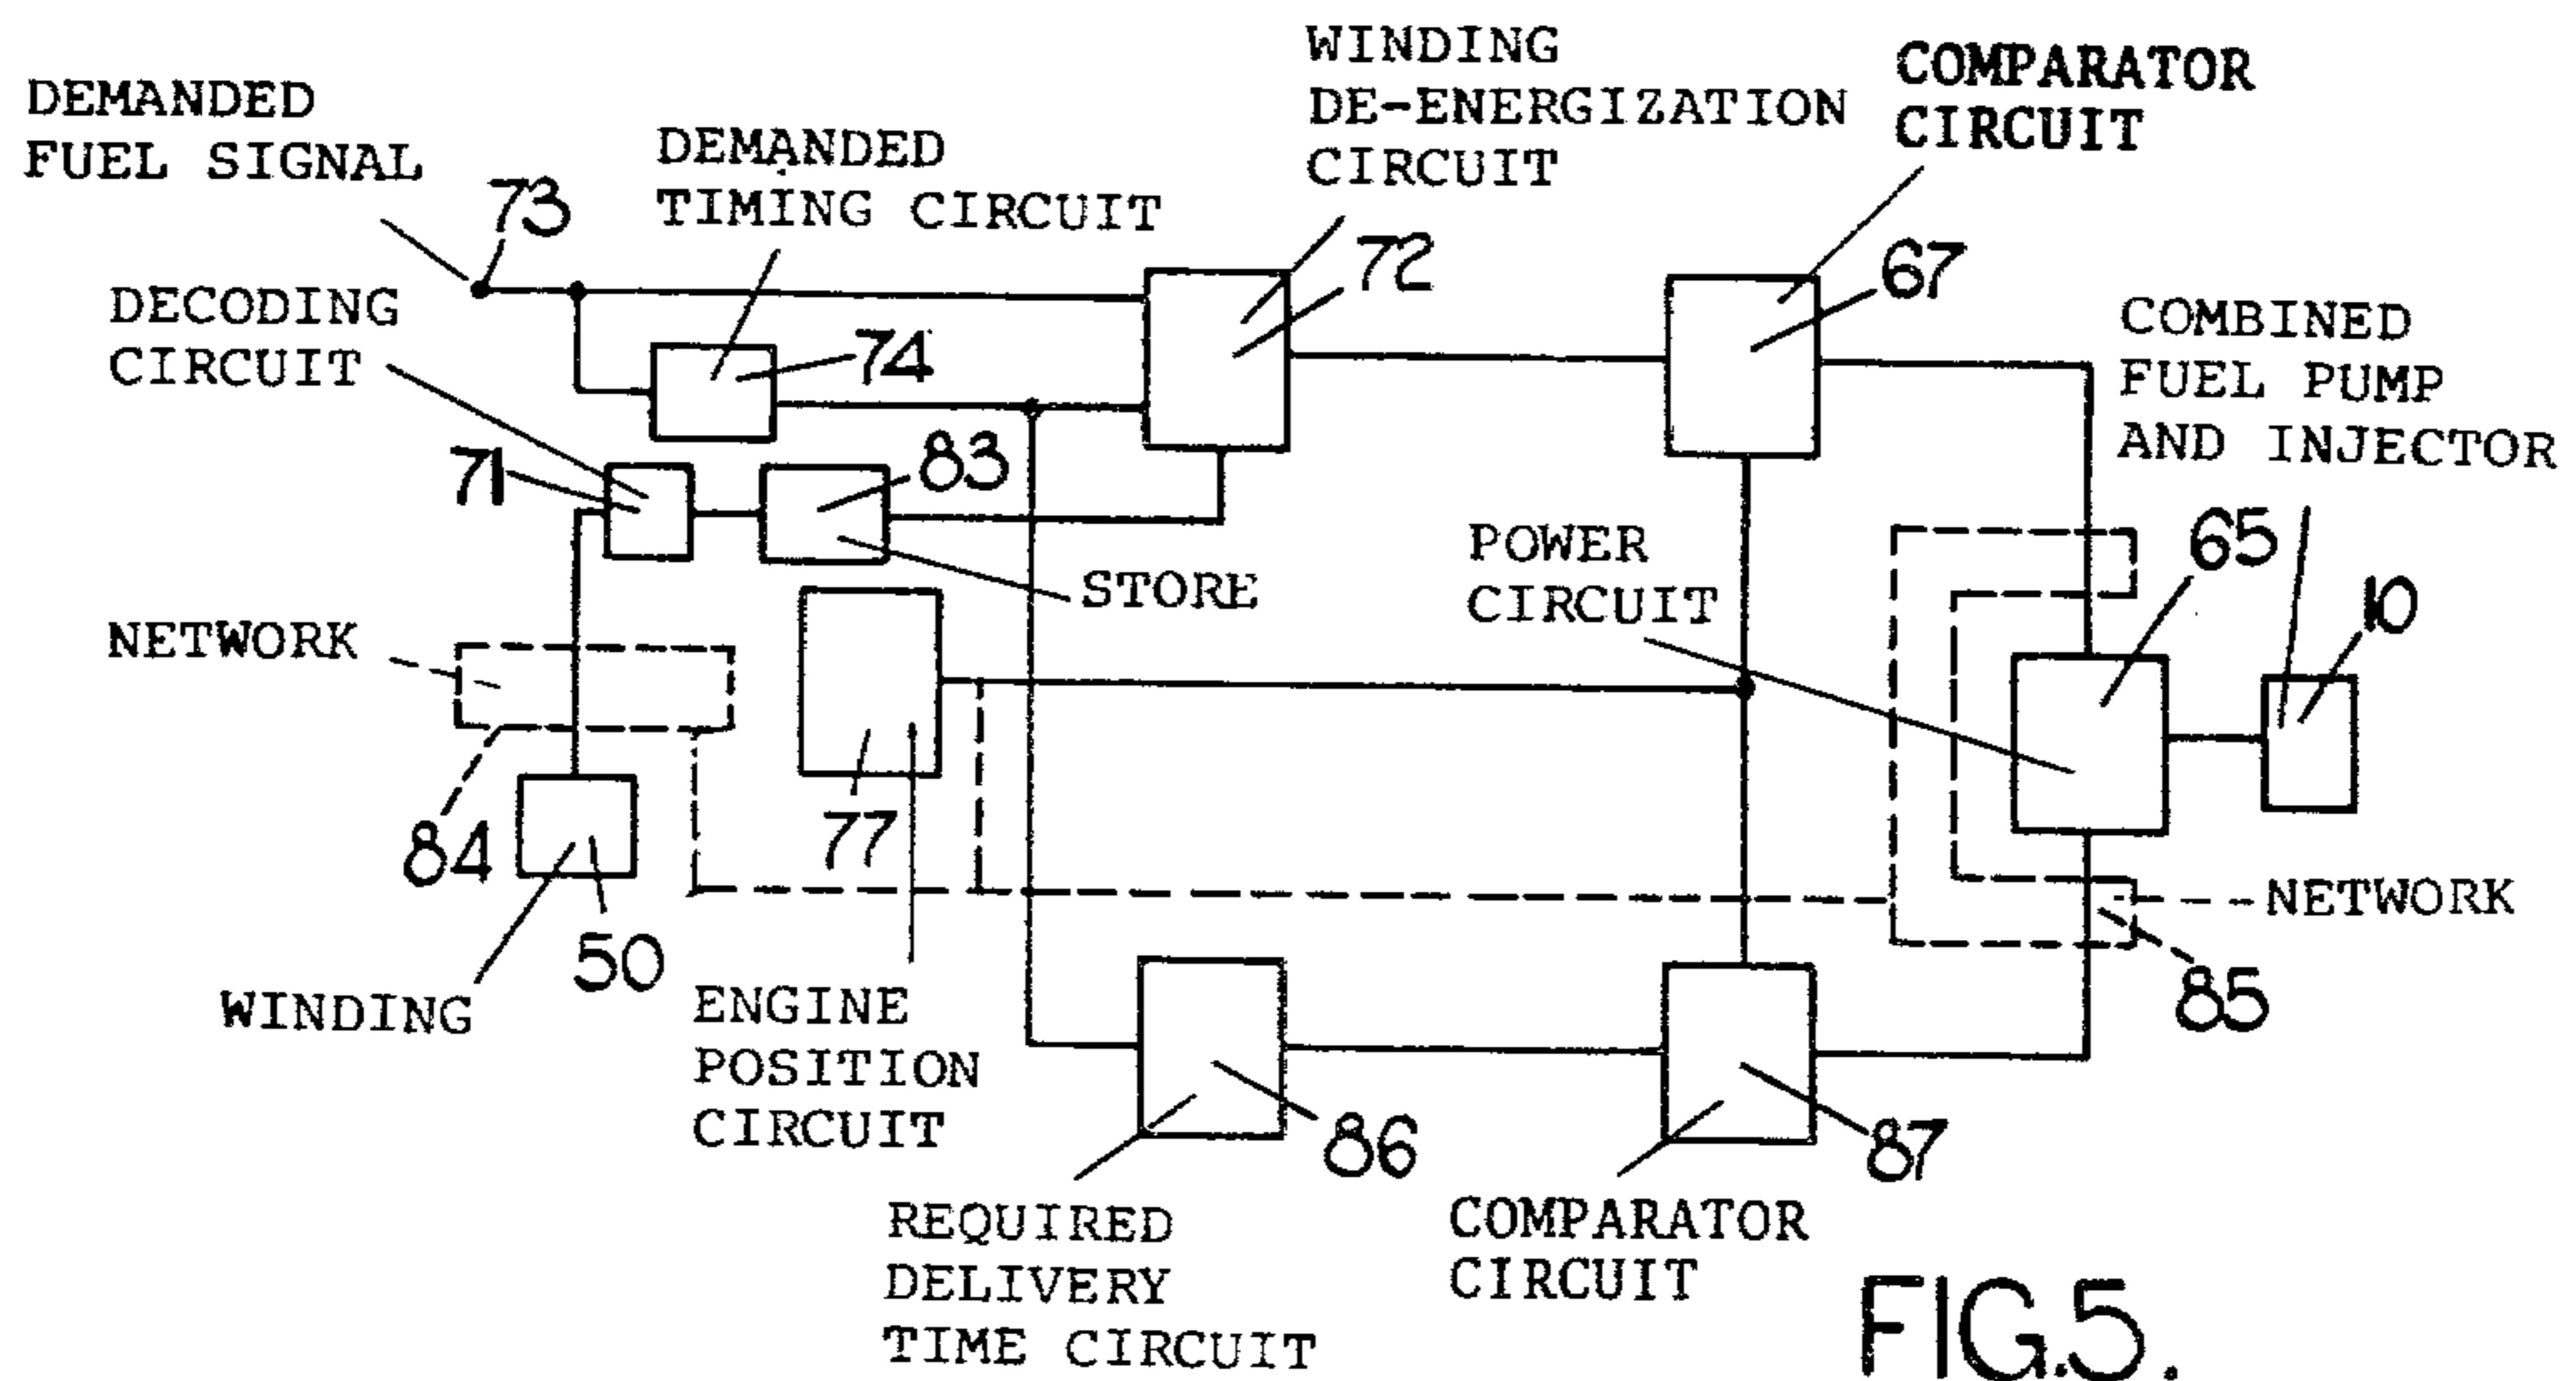 DEMANDED
FUEL SIGNAL
73
DEMANDED
TIMING CIRCUIT
WINDING
DE-ENERGIZATION
CIRCUIT
72
COMPARATOR
CIRCUIT
67
DECODING
CIRCUIT
74
71
83
STORE
COMBINED
FUEL PUMP
AND INJECTOR
POWER
CIRCUIT
65
10
NETWORK
84
77
WINDING
50
ENGINE
POSITION
CIRCUIT
NETWORK
85
86
REQUIRED
DELIVERY
TIME CIRCUIT
87
COMPARATOR
CIRCUIT
FIG.5.